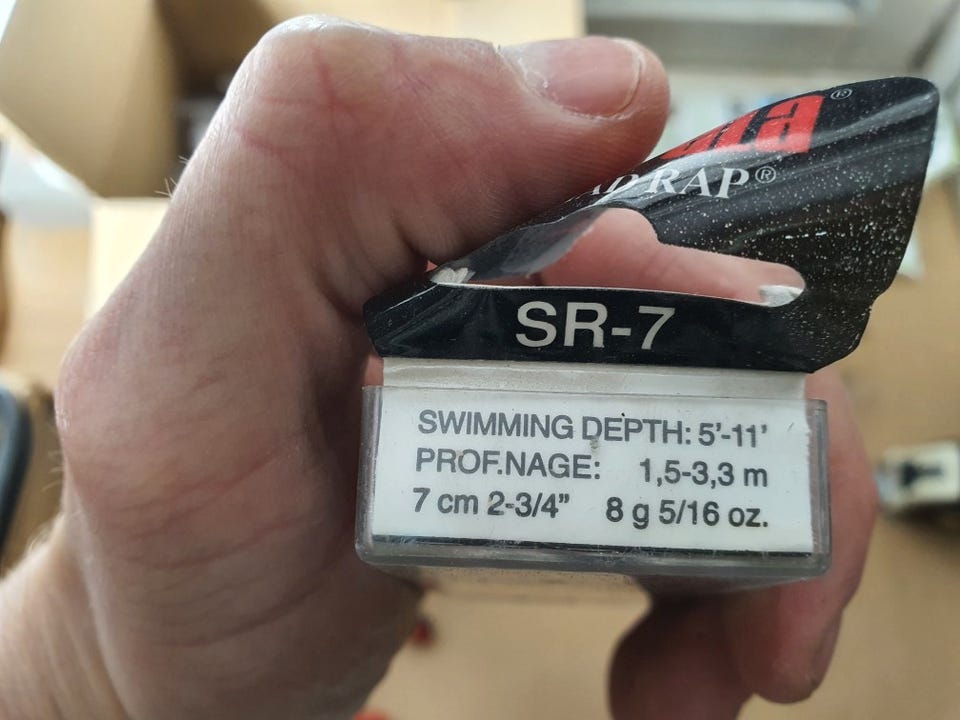 RAP®
SR-7
SWIMMING DEPTH: 5'-11'
PROF.NAGE: 1,5-3,3 m
7 cm 2-3/4" 8 g 5/16 oz.